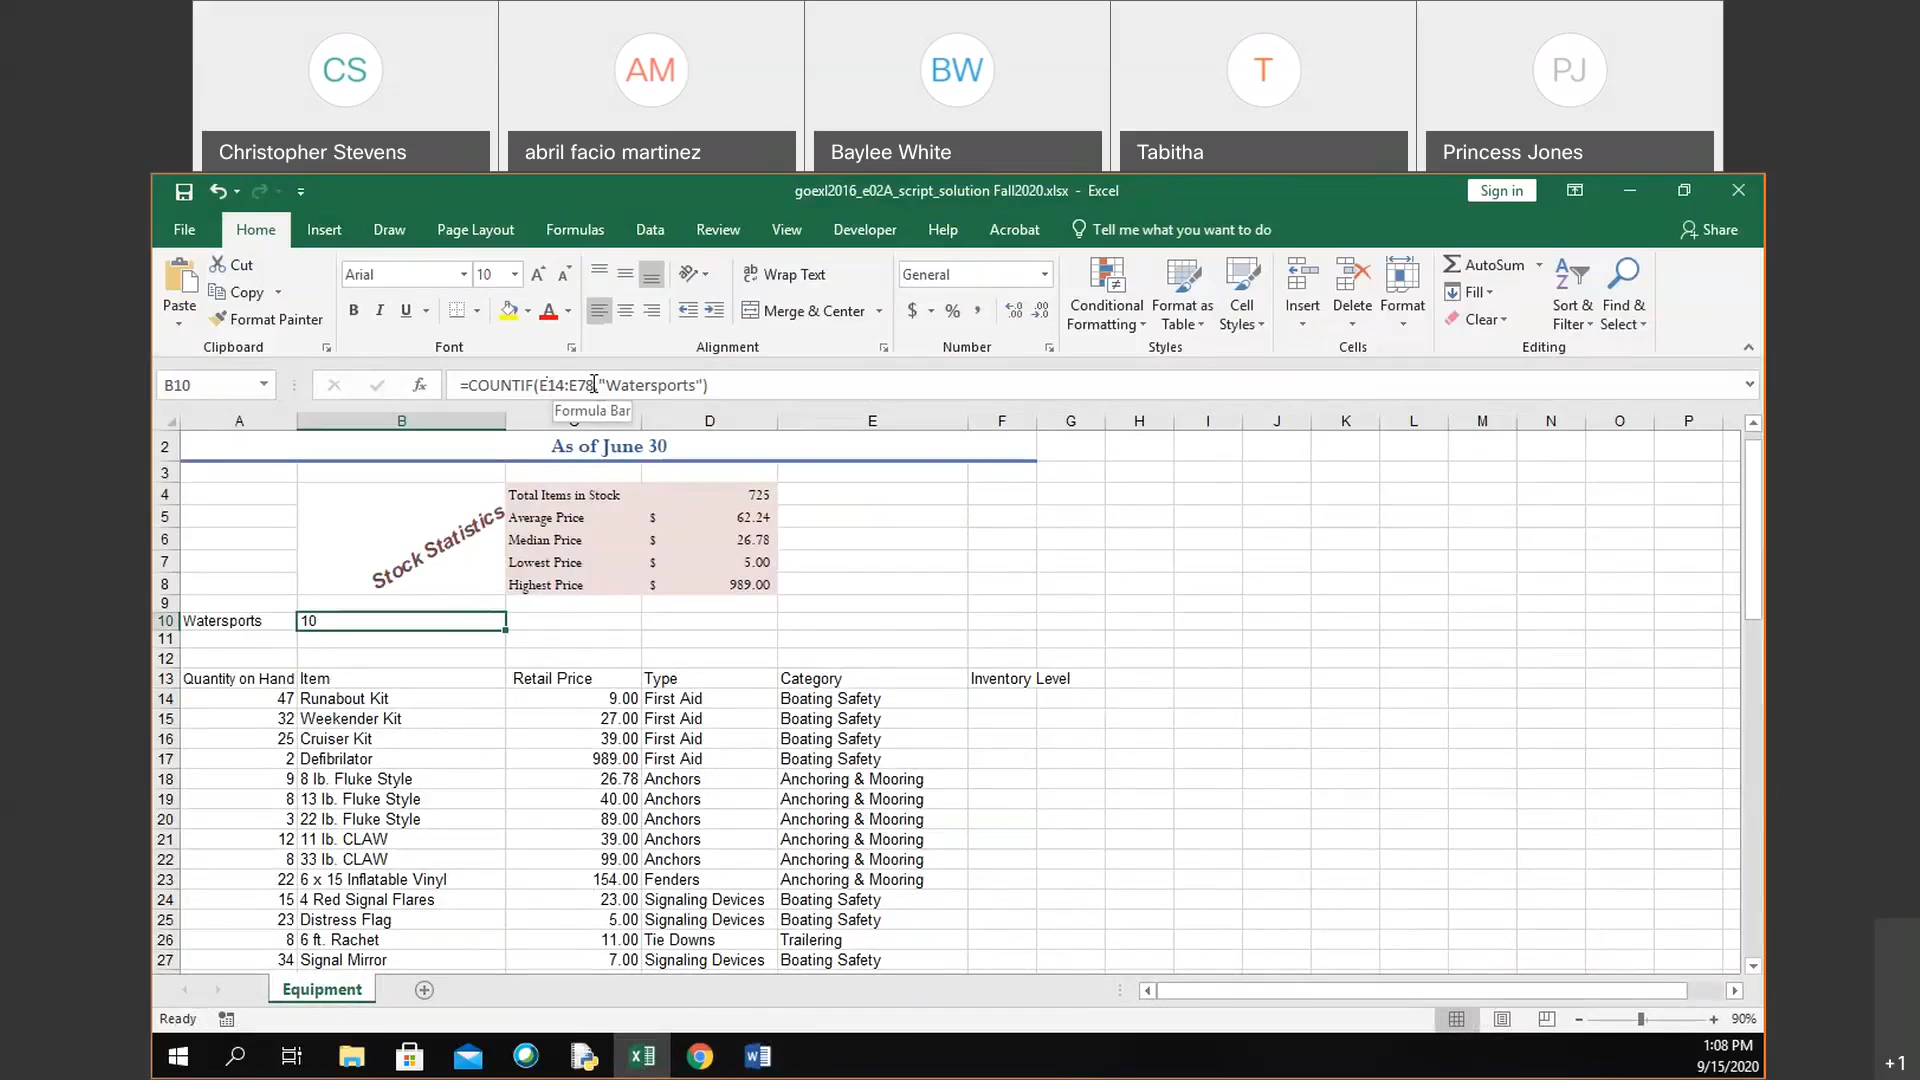 CS AM BW T PJ
Christopher Stevens abril facio martinez Baylee White Tabitha Princess Jones
goexl2016_e02A_script_solution Fall2020.xlsx - Excel Sign in
File Home Insert Draw Page Layout Formulas Data Review View Developer Help Acrobat Tell me what you want to do Share
Paste Cut Copy Format Painter
Clipboard
Arial 10
B I U A A A
Font
ab Wrap Text
Merge & Center
Alignment
General
$ % ,
Number
Conditional Formatting Format as Table Cell Styles
Styles
Insert Delete Format
Cells
AutoSum Fill Clear Sort & Filter Find & Select
Editing
B10 fx =COUNTIF(E14:E78,"Watersports")
Formula Bar
A B C D E F G H I J K L M N O P
2 As of June 30
3
4 Total Items in Stock 725
5 Average Price $ 62.24
6 Median Price $ 26.78
7 Lowest Price $ 5.00
8 Highest Price $ 989.00
Stock Statistics
9
10 Watersports 10
11
12
13 Quantity on Hand Item Retail Price Type Category Inventory Level
14 47 Runabout Kit 9.00 First Aid Boating Safety
15 32 Weekender Kit 27.00 First Aid Boating Safety
16 25 Cruiser Kit 39.00 First Aid Boating Safety
17 2 Defibrilator 989.00 First Aid Boating Safety
18 9 8 lb. Fluke Style 26.78 Anchors Anchoring & Mooring
19 8 13 lb. Fluke Style 40.00 Anchors Anchoring & Mooring
20 3 22 lb. Fluke Style 89.00 Anchors Anchoring & Mooring
21 12 11 lb. CLAW 39.00 Anchors Anchoring & Mooring
22 8 33 lb. CLAW 99.00 Anchors Anchoring & Mooring
23 22 6 x 15 Inflatable Vinyl 154.00 Fenders Anchoring & Mooring
24 15 4 Red Signal Flares 23.00 Signaling Devices Boating Safety
25 23 Distress Flag 5.00 Signaling Devices Boating Safety
26 8 6 ft. Rachet 11.00 Tie Downs Trailering
27 34 Signal Mirror 7.00 Signaling Devices Boating Safety
Equipment
Ready 90%
1:08 PM
9/15/2020
+1